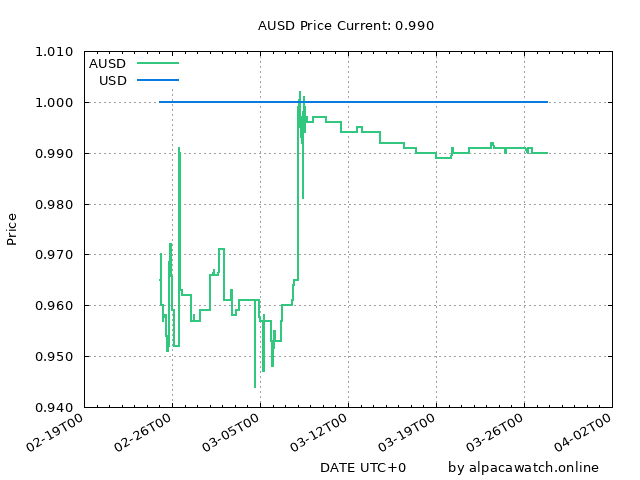 AUSD Price Current: 0.990
1.010
AUSD
USD
1.000
0.990
0.980
Price
0.970
0.960
0.950
0.940
02-19T00 02-26T00 03-05T00 03-12T00 03-19T00 03-26T00 04-02T00
DATE UTC+0 by alpacawatch.online